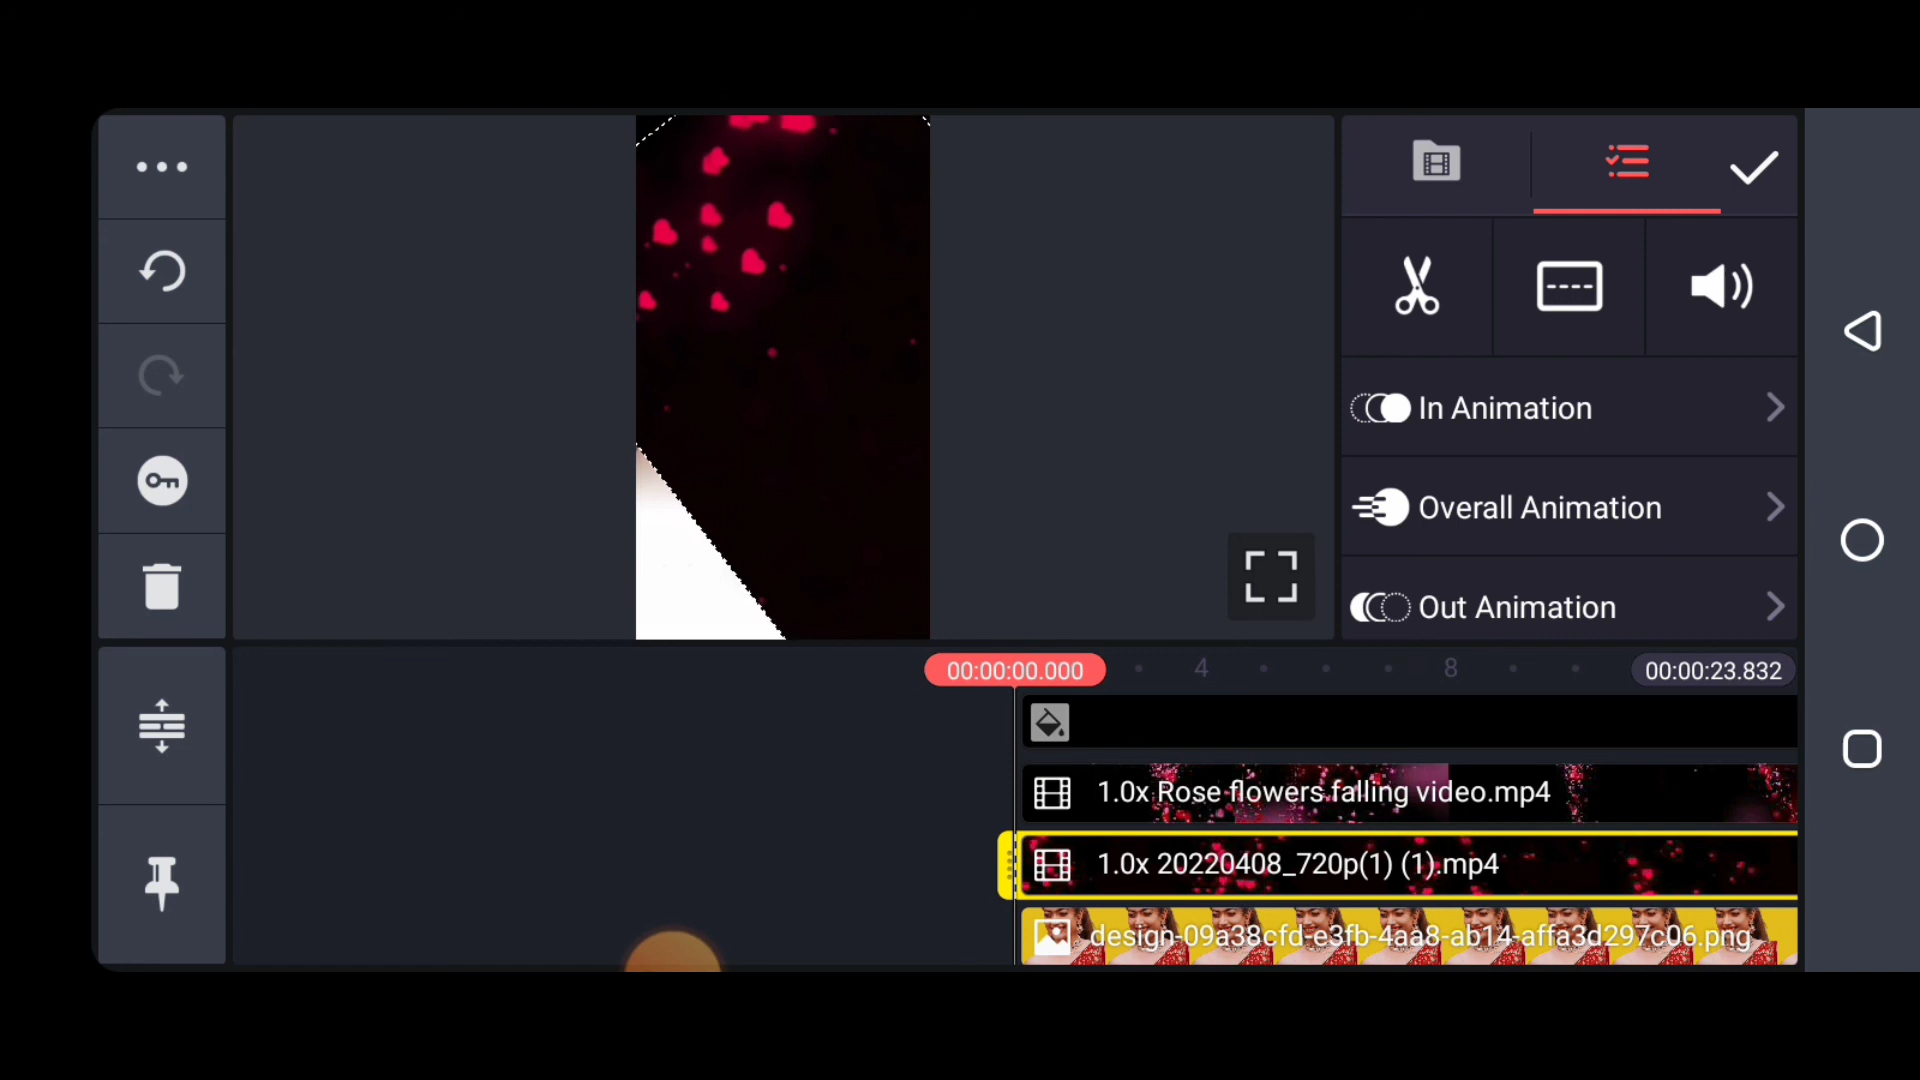 In Animation
Overall Animation
Out Animation
00:00:00.000
4
8
00:00:23.832
1.0x Rose flowers falling video.mp4
1.0x 20220408_720p(1) (1).mp4
design-09a38cfd-e3fb-4aa8-ab14-affa3d297c06.png